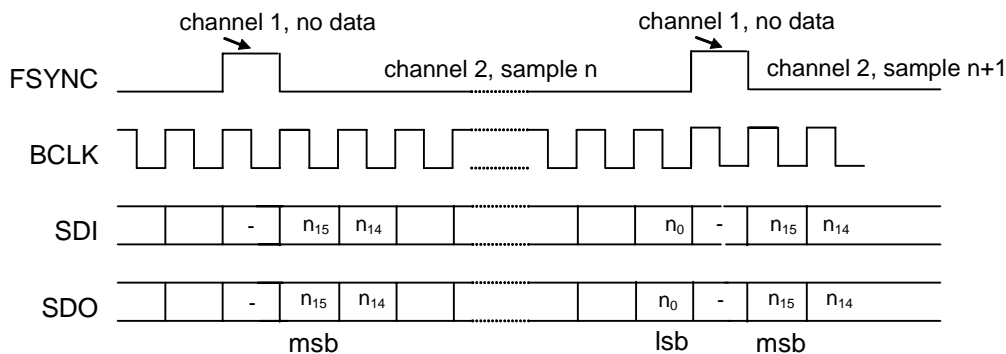 channel 1, no data channel 1, no data
FSYNC channel 2, sample n channel 2, sample n+1
BCLK
SDI - n₁₅ n₁₄ n₀ - n₁₅ n₁₄
SDO - n₁₅ n₁₄ n₀ - n₁₅ n₁₄
msb lsb msb